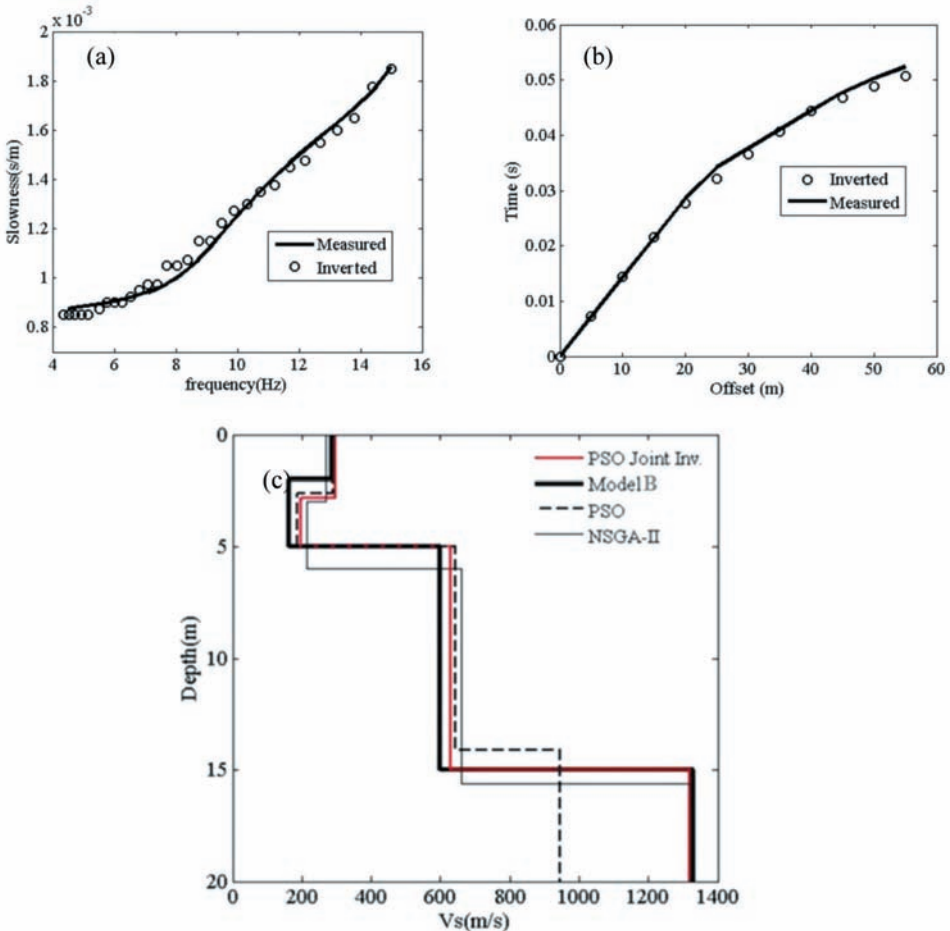 x 10⁻³
2
1.8
1.6
1.4
1.2
1
0.8
(a)
Measured
Inverted
4
6
8
10
12
14
16
frequency(Hz)
Slowness(s/m)
0.06
0.05
0.04
0.03
0.02
0.01
0
(b)
Inverted
Measured
0
10
20
30
40
50
60
Offset (m)
Time (s)
0
5
10
15
20
(c)
PSO Joint Inv.
Model B
PSO
NSGA-II
0
200
400
600
800
1000
1200
1400
Vs(m/s)
Depth(m)